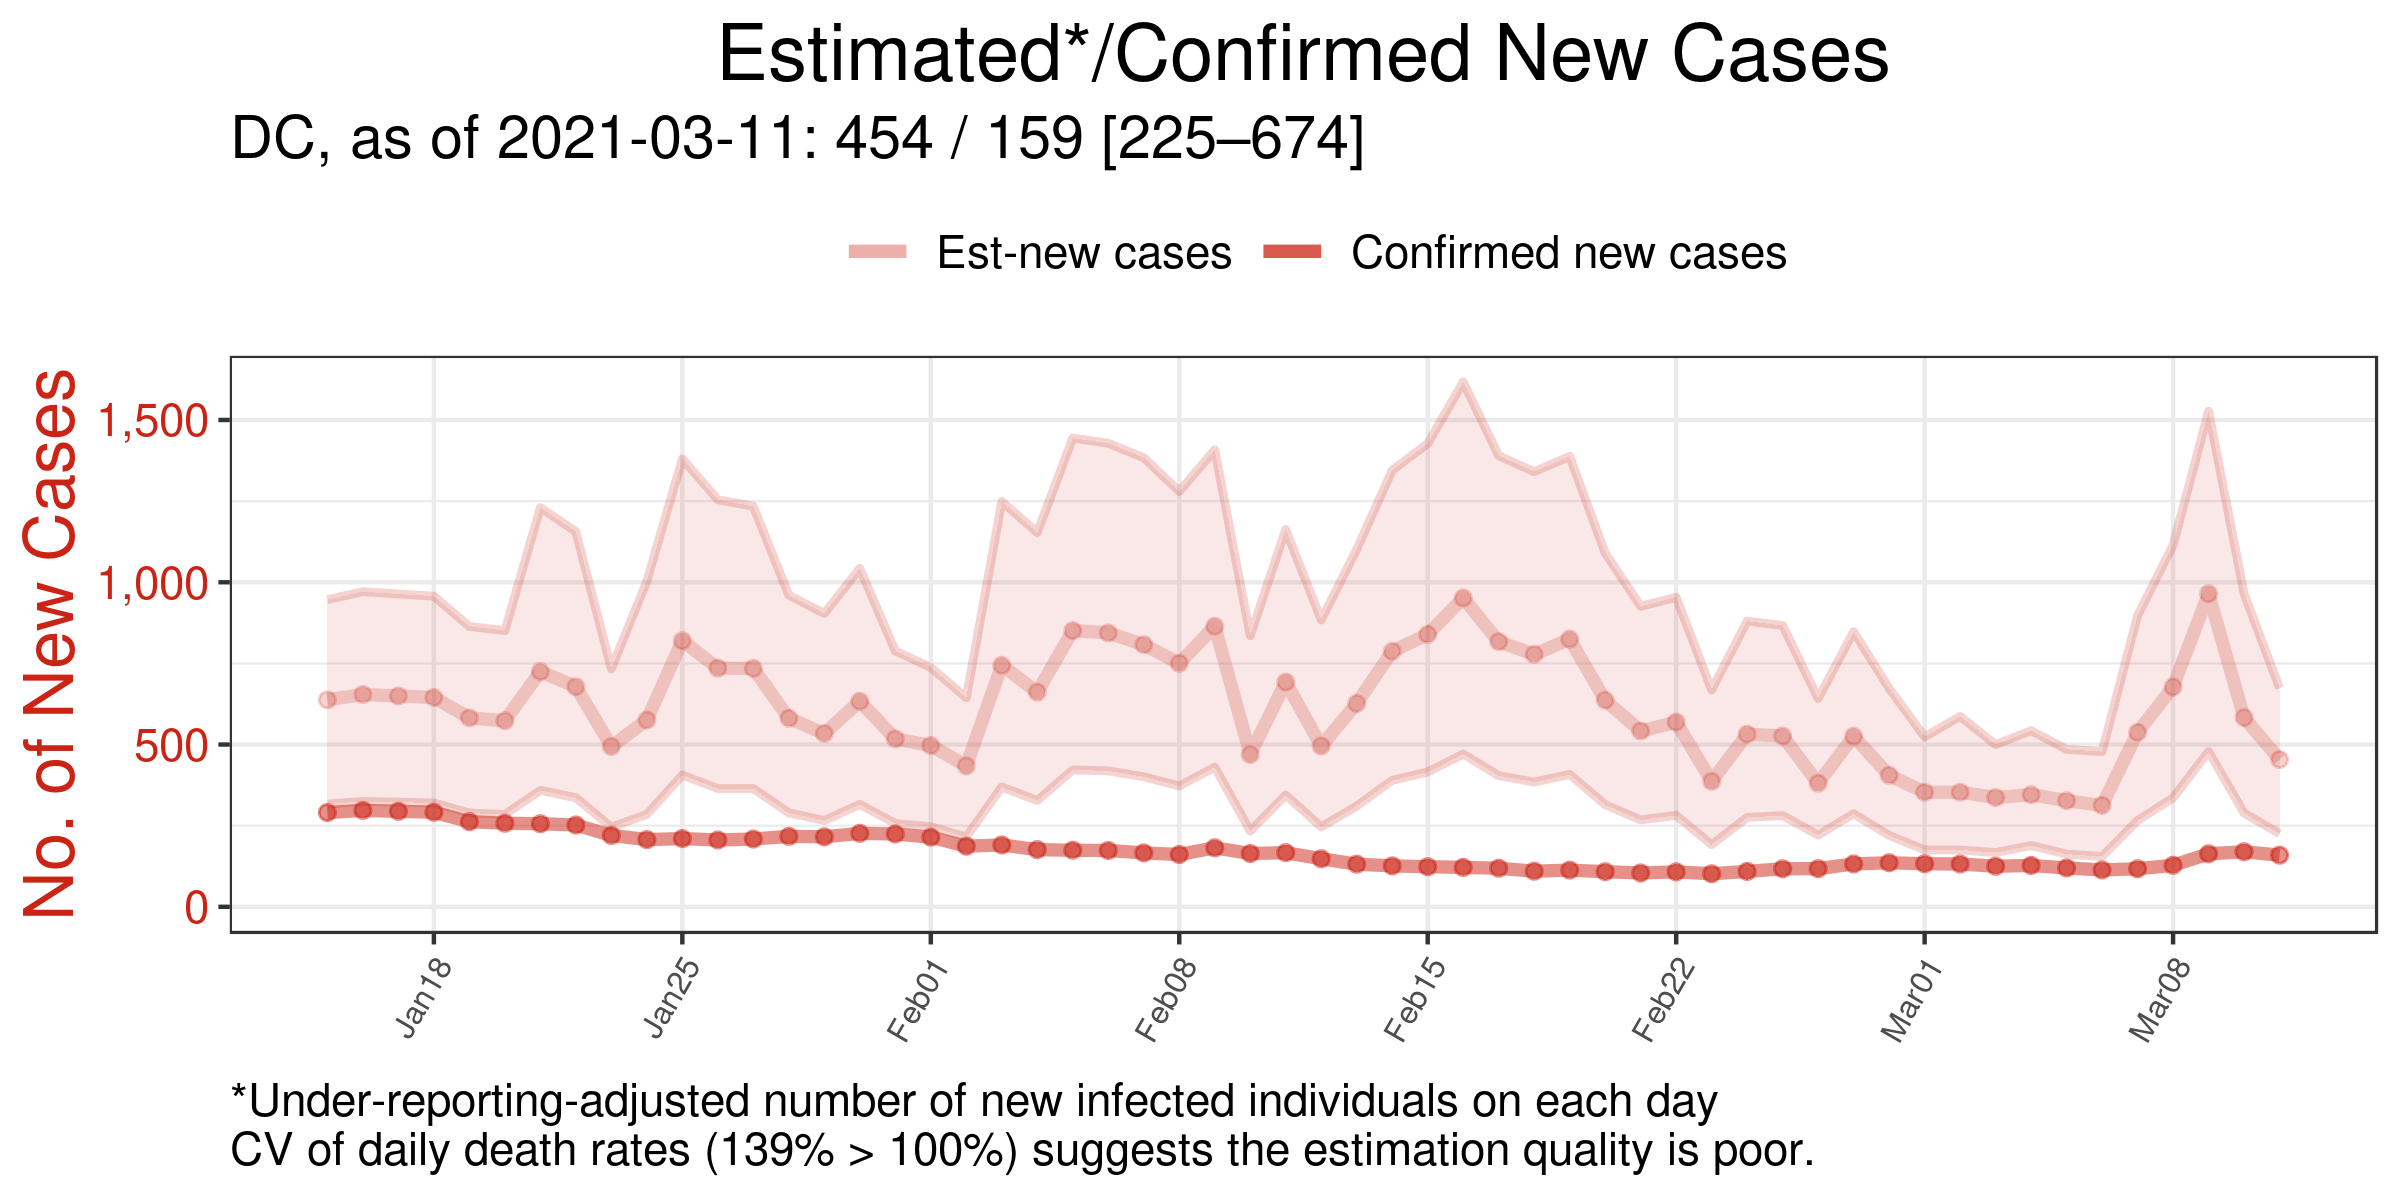 Estimated*/Confirmed New Cases
DC, as of 2021-03-11: 454 / 159 [225–674]
Est-new cases
Confirmed new cases
No. of New Cases
1,500
1,000
500
0
Jan18
Jan25
Feb01
Feb08
Feb15
Feb22
Mar01
Mar08
*Under-reporting-adjusted number of new infected individuals on each day
CV of daily death rates (139% > 100%) suggests the estimation quality is poor.